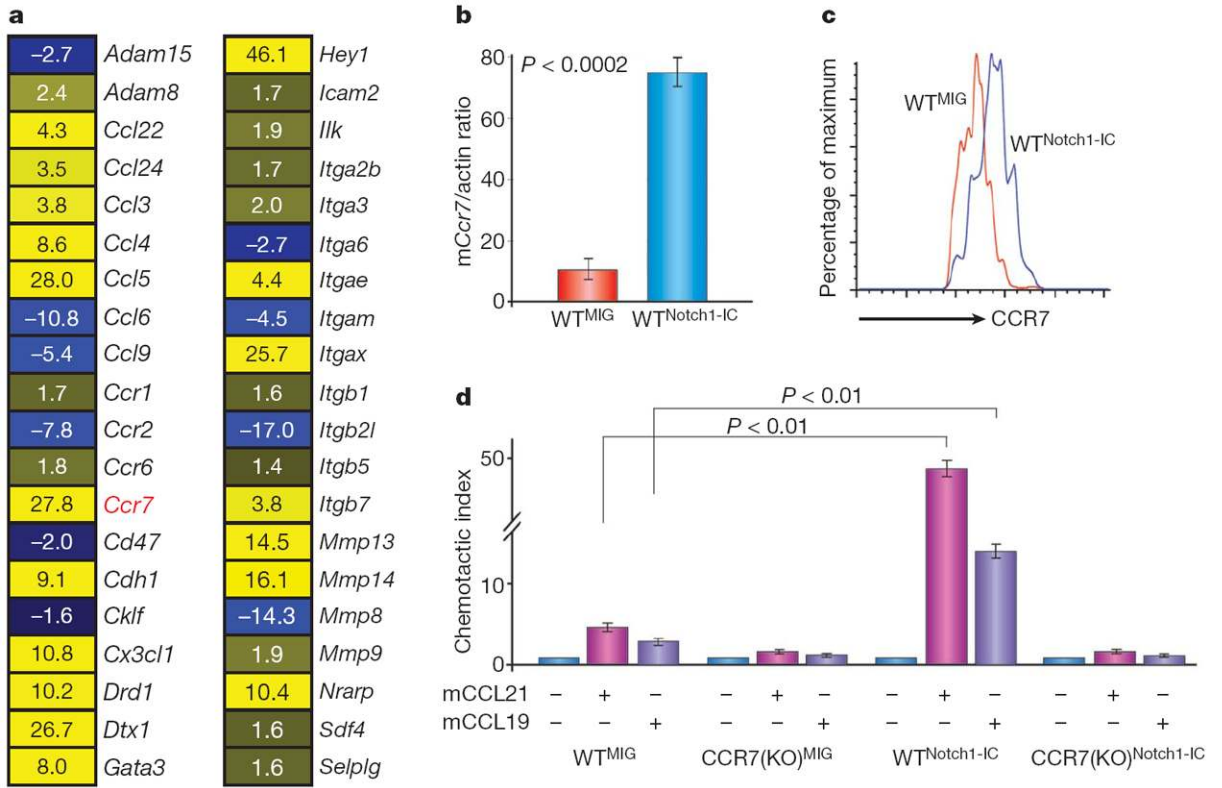 a
–2.7 Adam15 46.1 Hey1
2.4 Adam8 1.7 Icam2
4.3 Ccl22 1.9 Ilk
3.5 Ccl24 1.7 Itga2b
3.8 Ccl3 2.0 Itga3
8.6 Ccl4 –2.7 Itga6
28.0 Ccl5 4.4 Itgae
–10.8 Ccl6 –4.5 Itgam
–5.4 Ccl9 25.7 Itgax
1.7 Ccr1 1.6 Itgb1
–7.8 Ccr2 –17.0 Itgb2l
1.8 Ccr6 1.4 Itgb5
27.8 Ccr7 3.8 Itgb7
–2.0 Cd47 14.5 Mmp13
9.1 Cdh1 16.1 Mmp14
–1.6 Cklf –14.3 Mmp8
10.8 Cx3cl1 1.9 Mmp9
10.2 Drd1 10.4 Nrarp
26.7 Dtx1 1.6 Sdf4
8.0 Gata3 1.6 Selplg
b
mCcr7/actin ratio
80
60
40
20
0
P < 0.0002
WTMIG WTNotch1-IC
c
Percentage of maximum
WTMIG
WTNotch1-IC
CCR7
d
P < 0.01
P < 0.01
Chemotactic index
50
10
0
mCCL21 – + – – + – – + – – + –
mCCL19 – – + – – + – – + – – +
WTMIG CCR7(KO)MIG WTNotch1-IC CCR7(KO)Notch1-IC